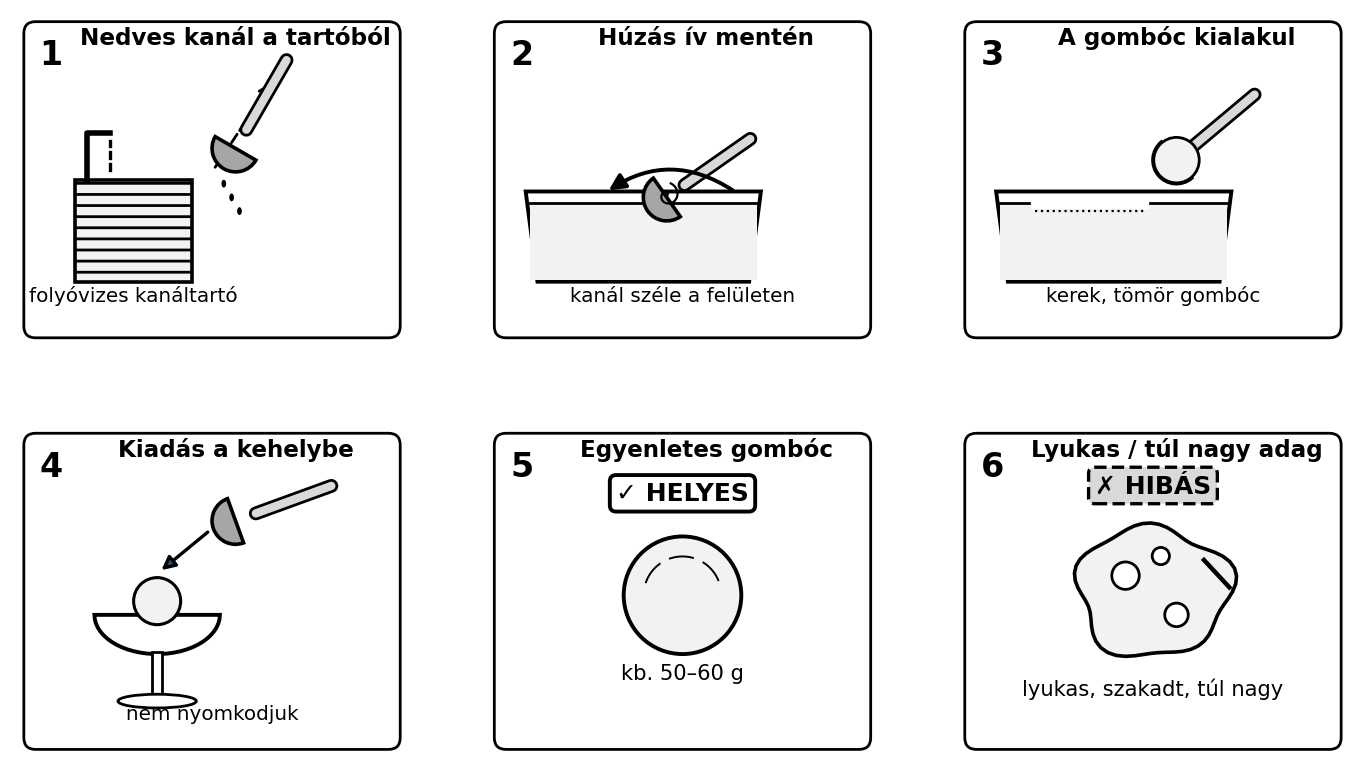 1 Nedves kanál a tartóból
folyóvizes kanáltartó
2 Húzás ív mentén
kanál széle a felületen
3 A gombóc kialakul
kerek, tömör gombóc
4 Kiadás a kehelybe
nem nyomkodjuk
5 Egyenletes gombóc
✓ HELYES
kb. 50–60 g
6 Lyukas / túl nagy adag
✗ HIBÁS
lyukas, szakadt, túl nagy